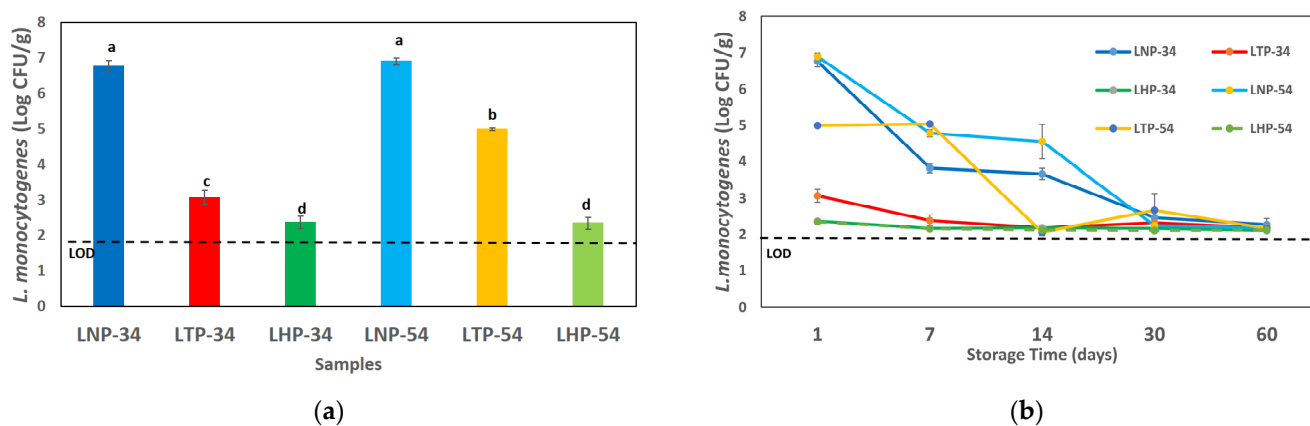 L. monocytogenes (Log CFU/g)
8
7
6
5
4
3
2
1
0
a
c
d
a
b
d
LOD
LNP-34 LTP-34 LHP-34 LNP-54 LTP-54 LHP-54
Samples
(a)
L.monocytogenes (Log CFU/g)
8
7
6
5
4
3
2
1
0
LNP-34 LTP-34
LHP-34 LNP-54
LTP-54 LHP-54
LOD
1 7 14 30 60
Storage Time (days)
(b)